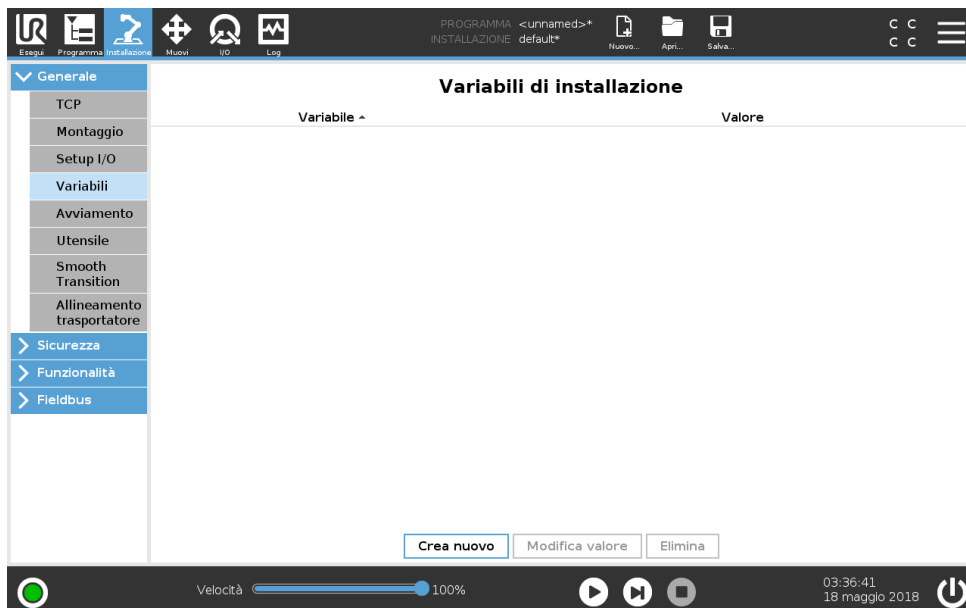 UR
PROGRAMMA <unnamed>*
INSTALLAZIONE default*
Esegui Programma Installazione Muovi I/O Log Nuovo... Apri... Salva...
C C
C C
Generale
TCP
Montaggio
Setup I/O
Variabili
Avviamento
Utensile
Smooth
Transition
Allineamento
trasportatore
Sicurezza
Funzionalità
Fieldbus
Variabili di installazione
Variabile Valore
Crea nuovo Modifica valore Elimina
Velocità 100%
03:36:41
18 maggio 2018